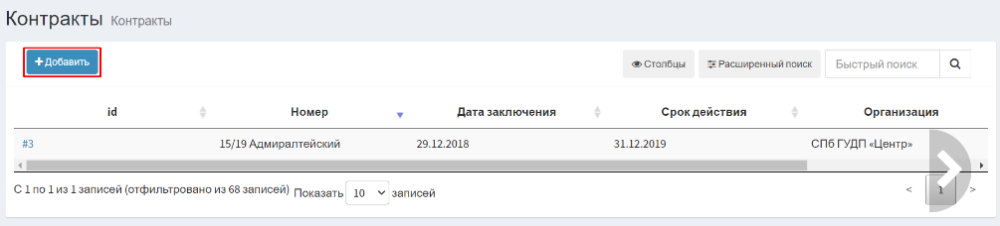 Контракты Контракты
+ Добавить Столбцы Расширенный поиск Быстрый поиск
id Номер Дата заключения Срок действия Организация
#3 15/19 Адмиралтейский 29.12.2018 31.12.2019 СПб ГУДП «Центр»
С 1 по 1 из 1 записей (отфильтровано из 68 записей) Показать 10 записей < 1 >